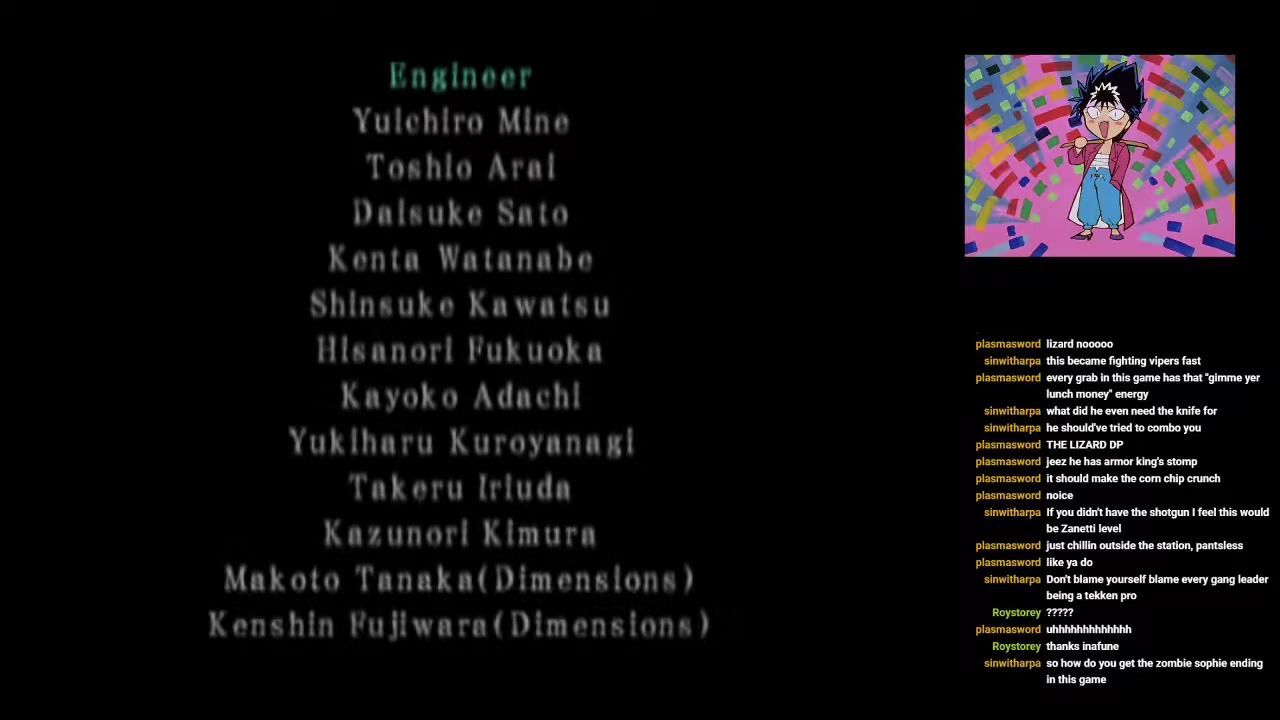 Engineer
Yuichiro Mine
Toshio Arai
Daisuke Sato
Kenta Watanabe
Shinsuke Kawatsu
Hisanori Fukuoka
Kayoko Adachi
Yukiharu Kuroyanagi
Takeru Iriuda
Kazunori Kimura
Makoto Tanaka(Dimensions)
Kenshin Fujiwara(Dimensions)
plasmasword lizard nooooo
sinwitharpa this became fighting vipers fast
plasmasword every grab in this game has that "gimme yer
lunch money" energy
sinwitharpa what did he even need the knife for
sinwitharpa he should've tried to combo you
plasmasword THE LIZARD DP
plasmasword jeez he has armor king's stomp
plasmasword it should make the corn chip crunch
plasmasword noice
sinwitharpa If you didn't have the shotgun I feel this would
be Zanetti level
plasmasword just chillin outside the station, pantsless
plasmasword like ya do
sinwitharpa Don't blame yourself blame every gang leader
being a tekken pro
Roystorey ?????
plasmasword uhhhhhhhhhhhh
Roystorey thanks inafune
sinwitharpa so how do you get the zombie sophie ending
in this game